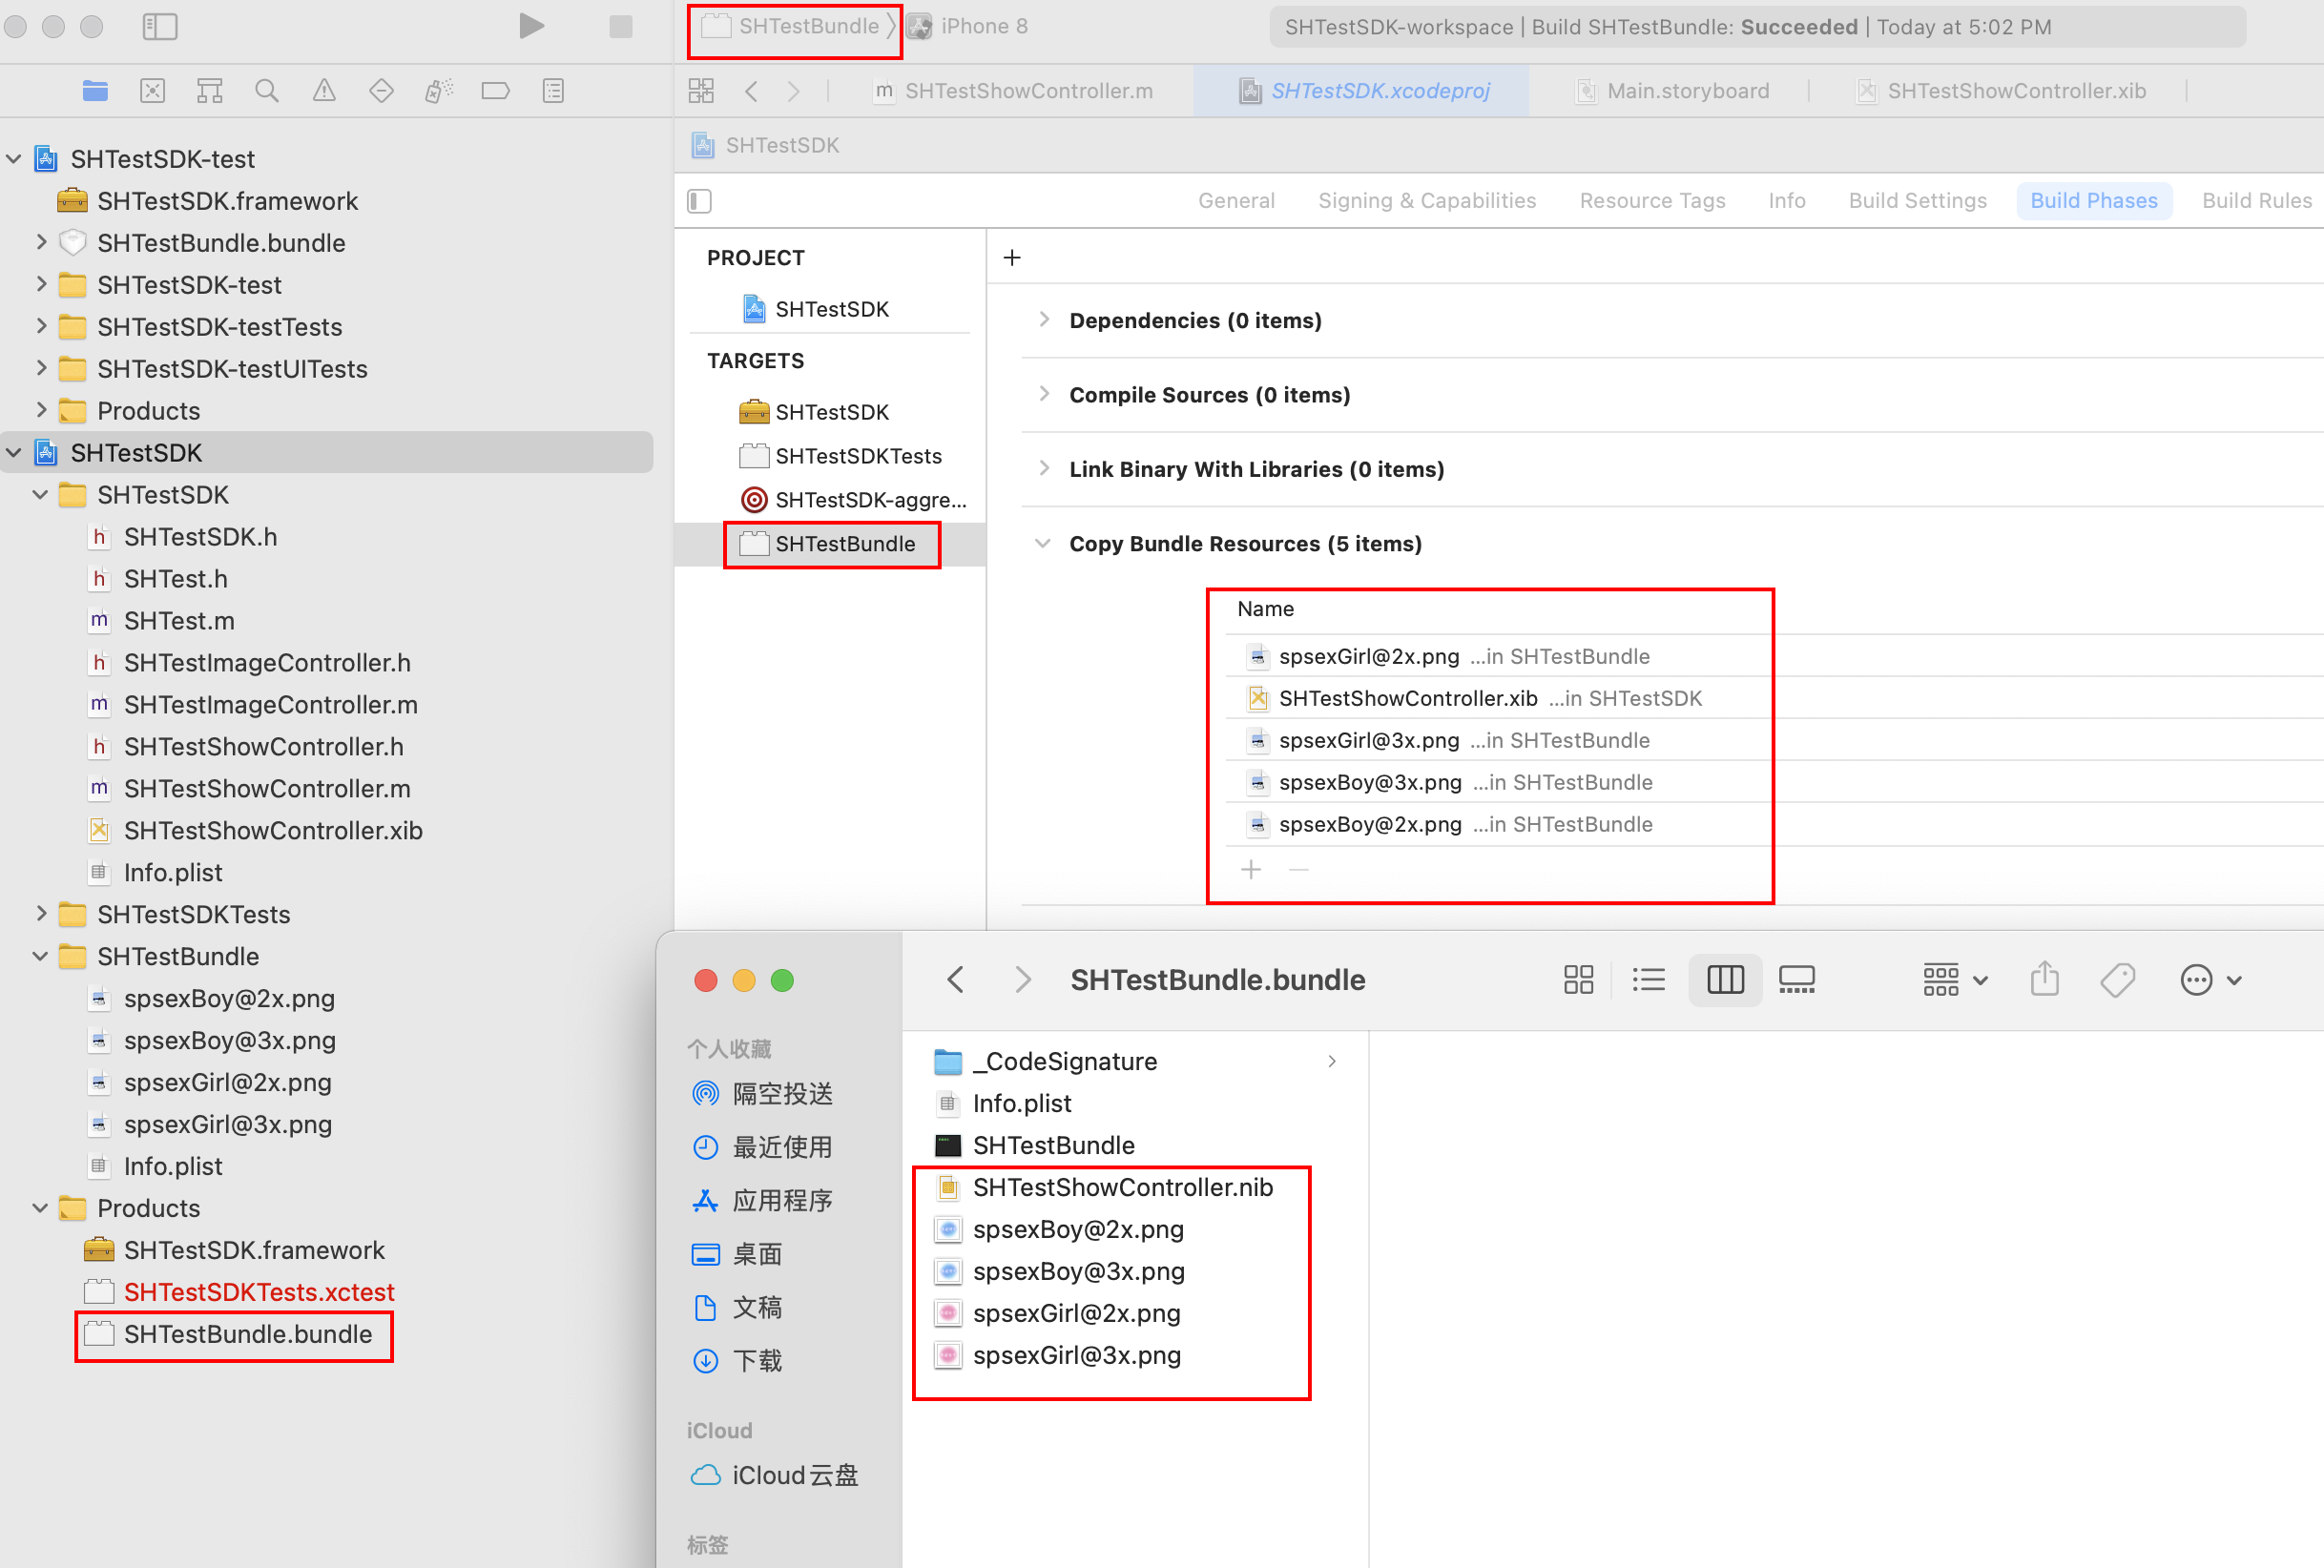 SHTestBundle
iPhone 8
SHTestSDK-workspace | Build SHTestBundle: Succeeded | Today at 5:02 PM
SHTestShowController.m
SHTestSDK.xcodeproj
Main.storyboard
SHTestShowController.xib
SHTestSDK
General
Signing & Capabilities
Resource Tags
Info
Build Settings
Build Phases
Build Rules
SHTestSDK-test
SHTestSDK.framework
SHTestBundle.bundle
SHTestSDK-test
SHTestSDK-testTests
SHTestSDK-testUITests
Products
SHTestSDK
SHTestSDK
SHTestSDK.h
SHTest.h
SHTest.m
SHTestImageController.h
SHTestImageController.m
SHTestShowController.h
SHTestShowController.m
SHTestShowController.xib
Info.plist
SHTestSDKTests
SHTestBundle
spsexBoy@2x.png
spsexBoy@3x.png
spsexGirl@2x.png
spsexGirl@3x.png
Info.plist
Products
SHTestSDK.framework
SHTestSDKTests.xctest
SHTestBundle.bundle
PROJECT
SHTestSDK
TARGETS
SHTestSDK
SHTestSDKTests
SHTestSDK-aggre...
SHTestBundle
Dependencies (0 items)
Compile Sources (0 items)
Link Binary With Libraries (0 items)
Copy Bundle Resources (5 items)
Name
spsexGirl@2x.png ...in SHTestBundle
SHTestShowController.xib ...in SHTestSDK
spsexGirl@3x.png ...in SHTestBundle
spsexBoy@3x.png ...in SHTestBundle
spsexBoy@2x.png ...in SHTestBundle
SHTestBundle.bundle
个人收藏
隔空投送
最近使用
应用程序
桌面
文稿
下载
iCloud
iCloud云盘
标签
_CodeSignature
Info.plist
SHTestBundle
SHTestShowController.nib
spsexBoy@2x.png
spsexBoy@3x.png
spsexGirl@2x.png
spsexGirl@3x.png